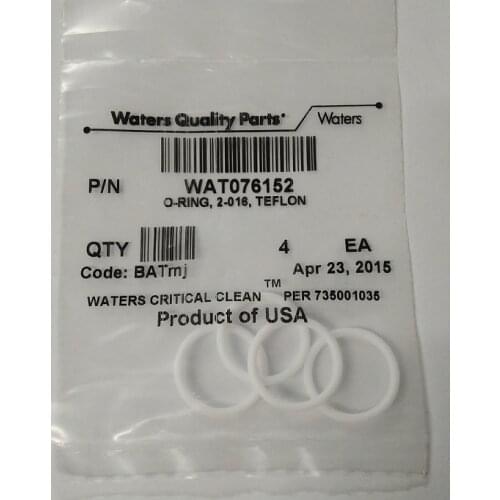 Waters Quality Parts® Waters
P/N WAT076152
O-RING, 2-016, TEFLON
QTY 4 EA
Code: BATmj Apr 23, 2015
WATERS CRITICAL CLEAN™ PER 735001035
Product of USA